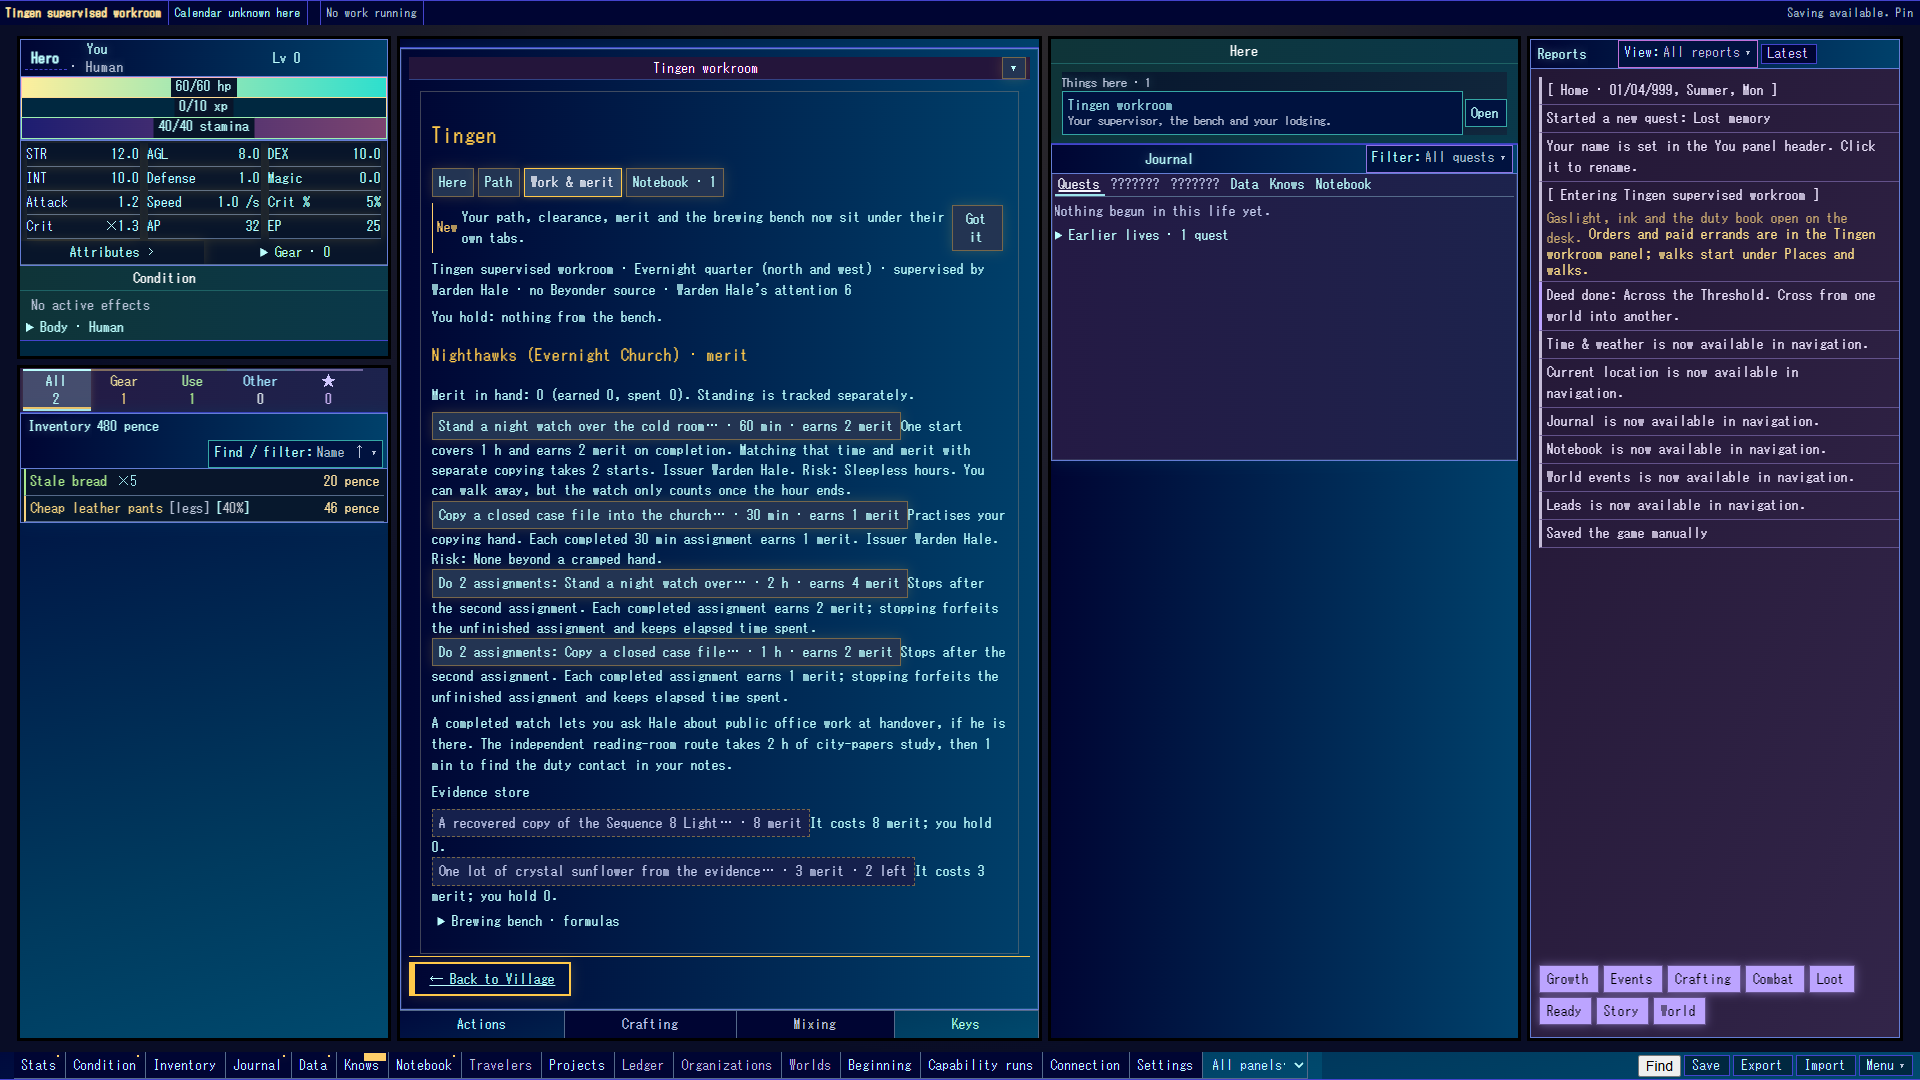 Tingen supervised workroom
Calendar unknown here
No work running
Saving available. Pin
Hero · You
Human
Lv 0
60/60 hp
0/10 xp
40/40 stamina
STR 12.0 AGL 8.0 DEX 10.0
INT 10.0 Defense 1.0 Magic 0.0
Attack 1.2 Speed 1.0 /s Crit % 5%
Crit ×1.3 AP 32 EP 25
Attributes >
▶ Gear · 0
Condition
No active effects
▶ Body · Human
All Gear Use Other ★
2 1 1 0 0
Inventory 480 pence
Find / filter: Name ↑ ▾
Stale bread ×5 20 pence
Cheap leather pants [legs] [40%] 46 pence
Tingen workroom
▾
Tingen
Here
Path
Work & merit
Notebook · 1
New
Your path, clearance, merit and the brewing bench now sit under their
own tabs.
Got
it
Tingen supervised workroom · Evernight quarter (north and west) · supervised by
Warden Hale · no Beyonder source · Warden Hale's attention 6
You hold: nothing from the bench.
Nighthawks (Evernight Church) · merit
Merit in hand: 0 (earned 0, spent 0). Standing is tracked separately.
Stand a night watch over the cold room… · 60 min · earns 2 merit One start
covers 1 h and earns 2 merit on completion. Matching that time and merit with
separate copying takes 2 starts. Issuer Warden Hale. Risk: Sleepless hours. You
can walk away, but the watch only counts once the hour ends.
Copy a closed case file into the church… · 30 min · earns 1 merit Practises your
copying hand. Each completed 30 min assignment earns 1 merit. Issuer Warden Hale.
Risk: None beyond a cramped hand.
Do 2 assignments: Stand a night watch over… · 2 h · earns 4 merit Stops after
the second assignment. Each completed assignment earns 2 merit; stopping forfeits
the unfinished assignment and keeps elapsed time spent.
Do 2 assignments: Copy a closed case file… · 1 h · earns 2 merit Stops after the
second assignment. Each completed assignment earns 1 merit; stopping forfeits the
unfinished assignment and keeps elapsed time spent.
A completed watch lets you ask Hale about public office work at handover, if he is
there. The independent reading-room route takes 2 h of city-papers study, then 1
min to find the duty contact in your notes.
Evidence store
A recovered copy of the Sequence 8 Light… · 8 merit It costs 8 merit; you hold
0.
One lot of crystal sunflower from the evidence… · 3 merit · 2 left It costs 3
merit; you hold 0.
▶ Brewing bench · formulas
← Back to Village
Actions
Crafting
Mixing
Keys
Here
Things here · 1
Tingen workroom
Your supervisor, the bench and your lodging.
Open
Journal
Filter: All quests ▾
Quests ??????? ??????? Data Knows Notebook
Nothing begun in this life yet.
▶ Earlier lives · 1 quest
Reports
View: All reports ▾
Latest
[ Home · 01/04/999, Summer, Mon ]
Started a new quest: Lost memory
Your name is set in the You panel header. Click
it to rename.
[ Entering Tingen supervised workroom ]
Gaslight, ink and the duty book open on the
desk. Orders and paid errands are in the Tingen
workroom panel; walks start under Places and
walks.
Deed done: Across the Threshold. Cross from one
world into another.
Time & weather is now available in navigation.
Current location is now available in
navigation.
Journal is now available in navigation.
Notebook is now available in navigation.
World events is now available in navigation.
Leads is now available in navigation.
Saved the game manually
Growth
Events
Crafting
Combat
Loot
Ready
Story
World
Stats
Condition
Inventory
Journal
Data
Knows
Notebook
Travelers
Projects
Ledger
Organizations
Worlds
Beginning
Capability runs
Connection
Settings
All panels
Find
Save
Export
Import
Menu ▾